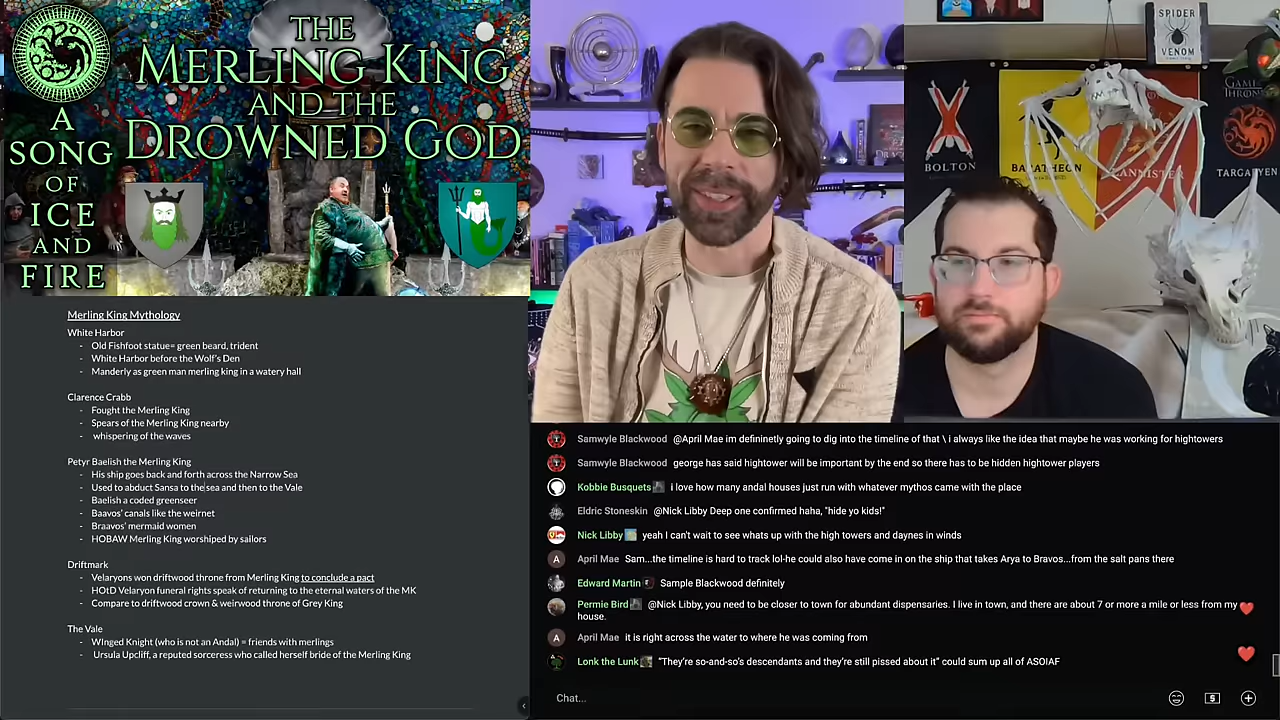 THE
MERLING KING
AND THE
DROWNED GOD
A
SONG
OF
ICE
AND
FIRE
Merling King Mythology
White Harbor
- Old Fishfoot statue= green beard, trident
- White Harbor before the Wolf's Den
- Manderly as green man merling king in a watery hall
Clarence Crabb
- Fought the Merling King
- Spears of the Merling King nearby
- whispering of the waves
Petyr Baelish the Merling King
- His ship goes back and forth across the Narrow Sea
- Used to abduct Sansa to the sea and then to the Vale
- Baelish a coded greenseer
- Baavos' canals like the weirnet
- Braavos' mermaid women
- HOBAW Merling King worshiped by sailors
Driftmark
- Velaryons won driftwood throne from Merling King to conclude a pact
- HOtD Velaryon funeral rights speak of returning to the eternal waters of the MK
- Compare to driftwood crown & weirwood throne of Grey King
The Vale
- WInged Knight (who is not an Andal) = friends with merlings
- Ursula Upcliff, a reputed sorceress who called herself bride of the Merling King
SPIDER
VENOM
GAME
THRONES
BOLTON
BARATHEON
LANNISTER
TARGARYEN
Samwyle Blackwood @April Mae im defininetly going to dig into the timeline of that \ i always like the idea that maybe he was working for hightowers
Samwyle Blackwood george has said hightower will be important by the end so there has to be hidden hightower players
Kobbie Busquets i love how many andal houses just run with whatever mythos came with the place
Eldric Stoneskin @Nick Libby Deep one confirmed haha, "hide yo kids!"
Nick Libby yeah I can't wait to see whats up with the high towers and daynes in winds
A April Mae Sam...the timeline is hard to track lol-he could also have come in on the ship that takes Arya to Bravos...from the salt pans there
Edward Martin Sample Blackwood definitely
Permie Bird @Nick Libby, you need to be closer to town for abundant dispensaries. I live in town, and there are about 7 or more a mile or less from my
house.
A April Mae it is right across the water to where he was coming from
Lonk the Lunk "They're so-and-so's descendants and they're still pissed about it" could sum up all of ASOIAF
Chat...